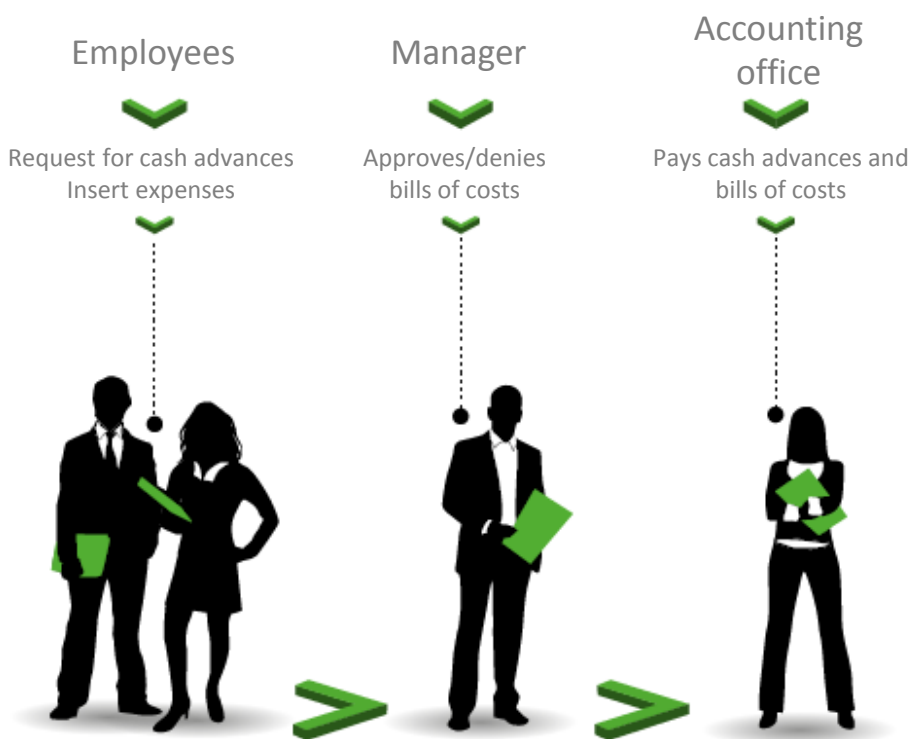 Employees
Request for cash advances
Insert expenses
Manager
Approves/denies
bills of costs
Accounting
office
Pays cash advances and
bills of costs